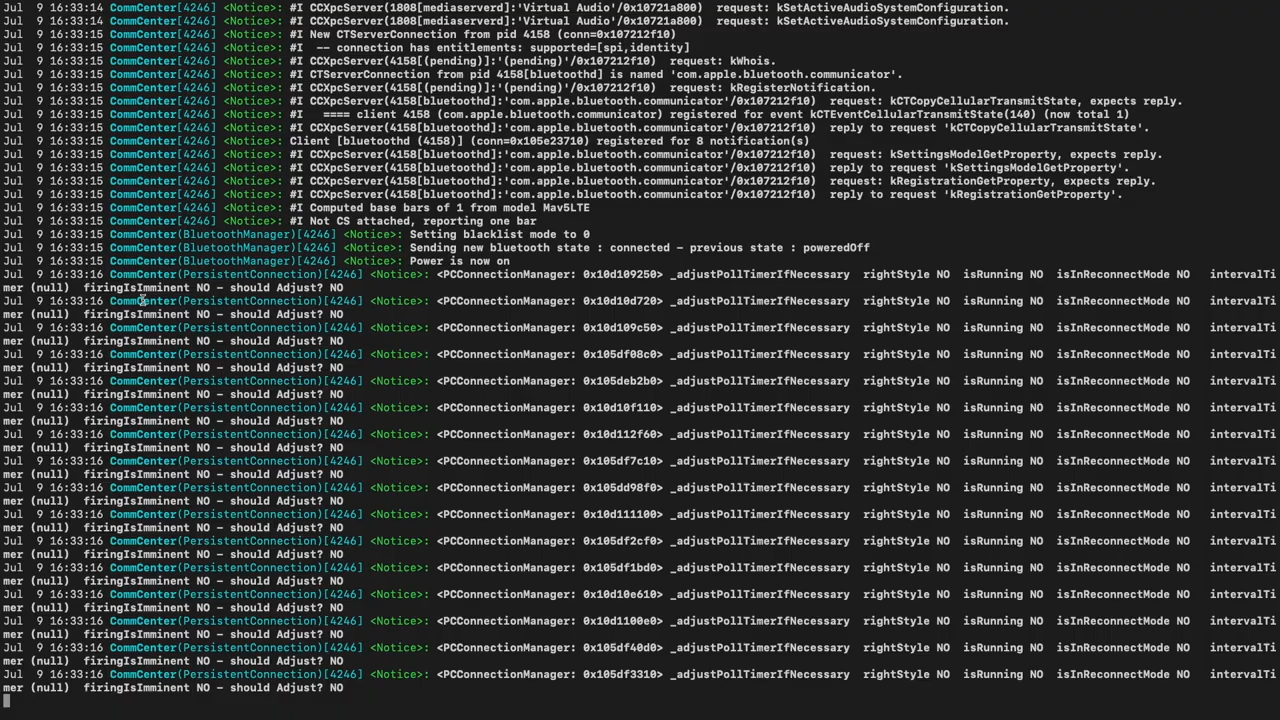 Jul  9 16:33:14 CommCenter[4246] <Notice>: #I CCXpcServer(1808[mediaserverd]:'Virtual Audio'/0x10721a800)  request: kSetActiveAudioSystemConfiguration.
Jul  9 16:33:14 CommCenter[4246] <Notice>: #I CCXpcServer(1808[mediaserverd]:'Virtual Audio'/0x10721a800)  request: kSetActiveAudioSystemConfiguration.
Jul  9 16:33:15 CommCenter[4246] <Notice>: #I New CTServerConnection from pid 4158 (conn=0x107212f10)
Jul  9 16:33:15 CommCenter[4246] <Notice>: #I  -- connection has entitlements: supported=[spi,identity]
Jul  9 16:33:15 CommCenter[4246] <Notice>: #I CCXpcServer(4158[(pending)]:'(pending)'/0x107212f10)  request: kWhois.
Jul  9 16:33:15 CommCenter[4246] <Notice>: #I CTServerConnection from pid 4158[bluetoothd] is named 'com.apple.bluetooth.communicator'.
Jul  9 16:33:15 CommCenter[4246] <Notice>: #I CCXpcServer(4158[(pending)]:'(pending)'/0x107212f10)  request: kRegisterNotification.
Jul  9 16:33:15 CommCenter[4246] <Notice>: #I CCXpcServer(4158[bluetoothd]:'com.apple.bluetooth.communicator'/0x107212f10)  request: kCTCopyCellularTransmitState, expects reply.
Jul  9 16:33:15 CommCenter[4246] <Notice>: #I   ==== client 4158 (com.apple.bluetooth.communicator) registered for event kCTEventCellularTransmitState(140) (now total 1)
Jul  9 16:33:15 CommCenter[4246] <Notice>: #I CCXpcServer(4158[bluetoothd]:'com.apple.bluetooth.communicator'/0x107212f10)  reply to request 'kCTCopyCellularTransmitState'.
Jul  9 16:33:15 CommCenter[4246] <Notice>: Client [bluetoothd (4158)] (conn=0x105e23710) registered for 8 notification(s)
Jul  9 16:33:15 CommCenter[4246] <Notice>: #I CCXpcServer(4158[bluetoothd]:'com.apple.bluetooth.communicator'/0x107212f10)  request: kSettingsModelGetProperty, expects reply.
Jul  9 16:33:15 CommCenter[4246] <Notice>: #I CCXpcServer(4158[bluetoothd]:'com.apple.bluetooth.communicator'/0x107212f10)  reply to request 'kSettingsModelGetProperty'.
Jul  9 16:33:15 CommCenter[4246] <Notice>: #I CCXpcServer(4158[bluetoothd]:'com.apple.bluetooth.communicator'/0x107212f10)  request: kRegistrationGetProperty, expects reply.
Jul  9 16:33:15 CommCenter[4246] <Notice>: #I CCXpcServer(4158[bluetoothd]:'com.apple.bluetooth.communicator'/0x107212f10)  reply to request 'kRegistrationGetProperty'.
Jul  9 16:33:15 CommCenter[4246] <Notice>: #I Computed base bars of 1 from model Mav5LTE
Jul  9 16:33:15 CommCenter[4246] <Notice>: #I Not CS attached, reporting one bar
Jul  9 16:33:15 CommCenter(BluetoothManager)[4246] <Notice>: Setting blacklist mode to 0
Jul  9 16:33:15 CommCenter(BluetoothManager)[4246] <Notice>: Sending new bluetooth state : connected - previous state : poweredOff
Jul  9 16:33:15 CommCenter(BluetoothManager)[4246] <Notice>: Power is now on
Jul  9 16:33:16 CommCenter(PersistentConnection)[4246] <Notice>: <PCConnectionManager: 0x10d109250> _adjustPollTimerIfNecessary  rightStyle NO  isRunning NO  isInReconnectMode NO   intervalTi
mer (null)  firingIsImminent NO - should Adjust? NO
Jul  9 16:33:16 CommCenter(PersistentConnection)[4246] <Notice>: <PCConnectionManager: 0x10d10d720> _adjustPollTimerIfNecessary  rightStyle NO  isRunning NO  isInReconnectMode NO   intervalTi
mer (null)  firingIsImminent NO - should Adjust? NO
Jul  9 16:33:16 CommCenter(PersistentConnection)[4246] <Notice>: <PCConnectionManager: 0x10d109c50> _adjustPollTimerIfNecessary  rightStyle NO  isRunning NO  isInReconnectMode NO   intervalTi
mer (null)  firingIsImminent NO - should Adjust? NO
Jul  9 16:33:16 CommCenter(PersistentConnection)[4246] <Notice>: <PCConnectionManager: 0x105df08c0> _adjustPollTimerIfNecessary  rightStyle NO  isRunning NO  isInReconnectMode NO   intervalTi
mer (null)  firingIsImminent NO - should Adjust? NO
Jul  9 16:33:16 CommCenter(PersistentConnection)[4246] <Notice>: <PCConnectionManager: 0x105deb2b0> _adjustPollTimerIfNecessary  rightStyle NO  isRunning NO  isInReconnectMode NO   intervalTi
mer (null)  firingIsImminent NO - should Adjust? NO
Jul  9 16:33:16 CommCenter(PersistentConnection)[4246] <Notice>: <PCConnectionManager: 0x10d10f110> _adjustPollTimerIfNecessary  rightStyle NO  isRunning NO  isInReconnectMode NO   intervalTi
mer (null)  firingIsImminent NO - should Adjust? NO
Jul  9 16:33:16 CommCenter(PersistentConnection)[4246] <Notice>: <PCConnectionManager: 0x10d112f60> _adjustPollTimerIfNecessary  rightStyle NO  isRunning NO  isInReconnectMode NO   intervalTi
mer (null)  firingIsImminent NO - should Adjust? NO
Jul  9 16:33:16 CommCenter(PersistentConnection)[4246] <Notice>: <PCConnectionManager: 0x105df7c10> _adjustPollTimerIfNecessary  rightStyle NO  isRunning NO  isInReconnectMode NO   intervalTi
mer (null)  firingIsImminent NO - should Adjust? NO
Jul  9 16:33:16 CommCenter(PersistentConnection)[4246] <Notice>: <PCConnectionManager: 0x105dd98f0> _adjustPollTimerIfNecessary  rightStyle NO  isRunning NO  isInReconnectMode NO   intervalTi
mer (null)  firingIsImminent NO - should Adjust? NO
Jul  9 16:33:16 CommCenter(PersistentConnection)[4246] <Notice>: <PCConnectionManager: 0x10d111100> _adjustPollTimerIfNecessary  rightStyle NO  isRunning NO  isInReconnectMode NO   intervalTi
mer (null)  firingIsImminent NO - should Adjust? NO
Jul  9 16:33:16 CommCenter(PersistentConnection)[4246] <Notice>: <PCConnectionManager: 0x105df2cf0> _adjustPollTimerIfNecessary  rightStyle NO  isRunning NO  isInReconnectMode NO   intervalTi
mer (null)  firingIsImminent NO - should Adjust? NO
Jul  9 16:33:16 CommCenter(PersistentConnection)[4246] <Notice>: <PCConnectionManager: 0x105df1bd0> _adjustPollTimerIfNecessary  rightStyle NO  isRunning NO  isInReconnectMode NO   intervalTi
mer (null)  firingIsImminent NO - should Adjust? NO
Jul  9 16:33:16 CommCenter(PersistentConnection)[4246] <Notice>: <PCConnectionManager: 0x10d10e610> _adjustPollTimerIfNecessary  rightStyle NO  isRunning NO  isInReconnectMode NO   intervalTi
mer (null)  firingIsImminent NO - should Adjust? NO
Jul  9 16:33:16 CommCenter(PersistentConnection)[4246] <Notice>: <PCConnectionManager: 0x10d1100e0> _adjustPollTimerIfNecessary  rightStyle NO  isRunning NO  isInReconnectMode NO   intervalTi
mer (null)  firingIsImminent NO - should Adjust? NO
Jul  9 16:33:16 CommCenter(PersistentConnection)[4246] <Notice>: <PCConnectionManager: 0x105df40d0> _adjustPollTimerIfNecessary  rightStyle NO  isRunning NO  isInReconnectMode NO   intervalTi
mer (null)  firingIsImminent NO - should Adjust? NO
Jul  9 16:33:16 CommCenter(PersistentConnection)[4246] <Notice>: <PCConnectionManager: 0x105df3310> _adjustPollTimerIfNecessary  rightStyle NO  isRunning NO  isInReconnectMode NO   intervalTi
mer (null)  firingIsImminent NO - should Adjust? NO